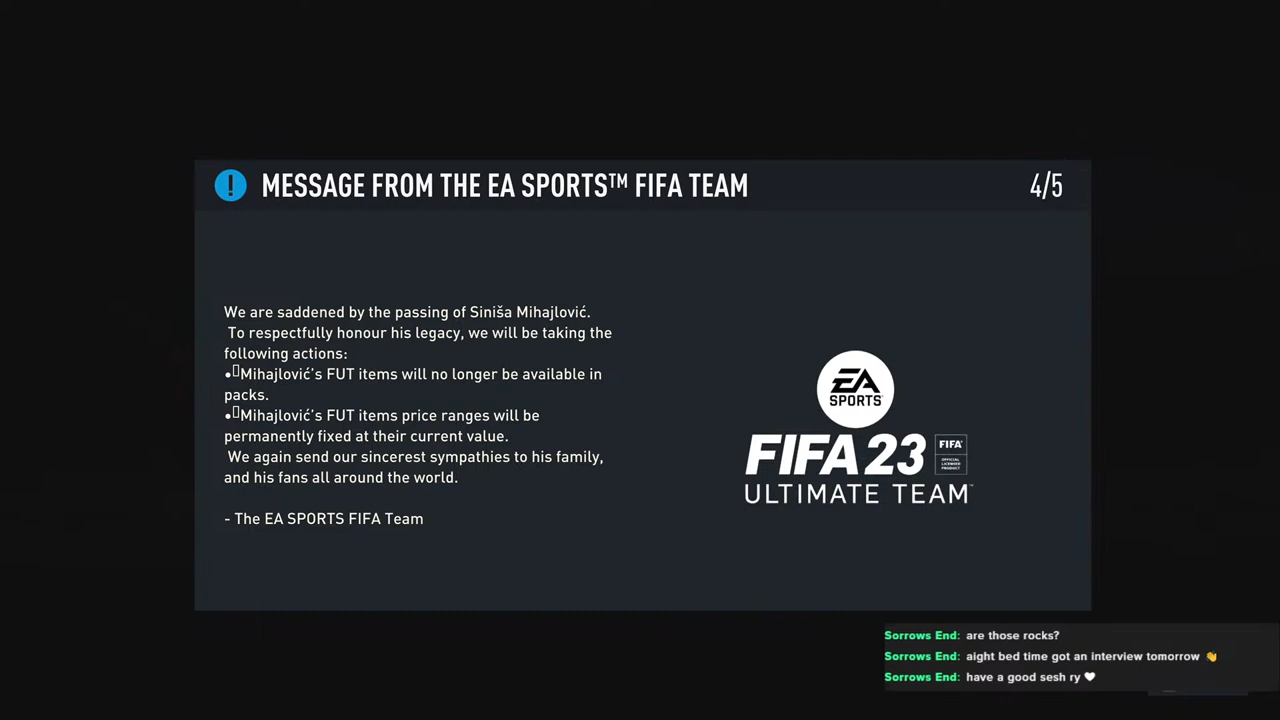 MESSAGE FROM THE EA SPORTS™ FIFA TEAM
4/5
We are saddened by the passing of Siniša Mihajlović.
To respectfully honour his legacy, we will be taking the
following actions:
•▯Mihajlović's FUT items will no longer be available in
packs.
•▯Mihajlović's FUT items price ranges will be
permanently fixed at their current value.
We again send our sincerest sympathies to his family,
and his fans all around the world.
- The EA SPORTS FIFA Team
EA
SPORTS
FIFA 23
FIFA
OFFICIAL
LICENSED
PRODUCT
ULTIMATE TEAM™
Sorrows End: are those rocks?
Sorrows End: aight bed time got an interview tomorrow 👏
Sorrows End: have a good sesh ry 🤍